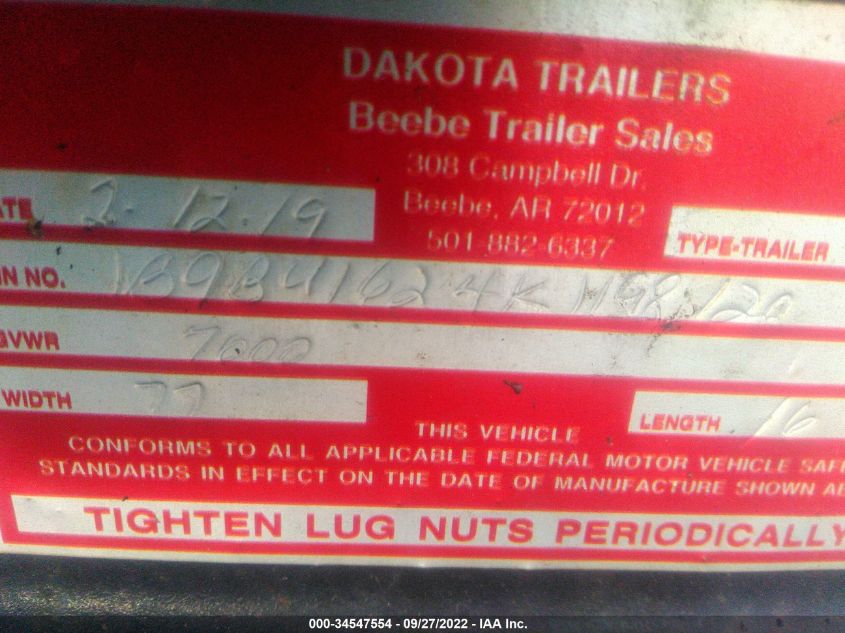 DAKOTA TRAILERS
Beebe Trailer Sales
308 Campbell Dr.
Beebe, AR 72012
501-882-6337
ATE 2-12-19
TYPE-TRAILER
IN NO.
GVWR 7000
WIDTH 77
LENGTH 16
THIS VEHICLE
CONFORMS TO ALL APPLICABLE FEDERAL MOTOR VEHICLE SAF
STANDARDS IN EFFECT ON THE DATE OF MANUFACTURE SHOWN A
TIGHTEN LUG NUTS PERIODICALLY
000-34547554 - 09/27/2022 - IAA Inc.